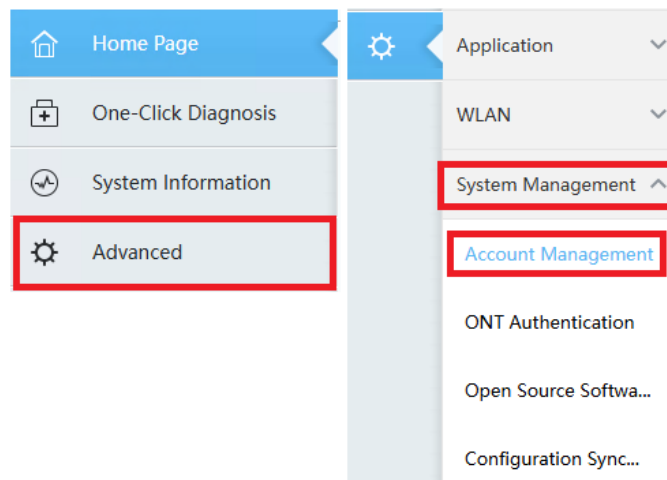 Home Page
One-Click Diagnosis
System Information
Advanced
Application
WLAN
System Management
Account Management
ONT Authentication
Open Source Softwa...
Configuration Sync...